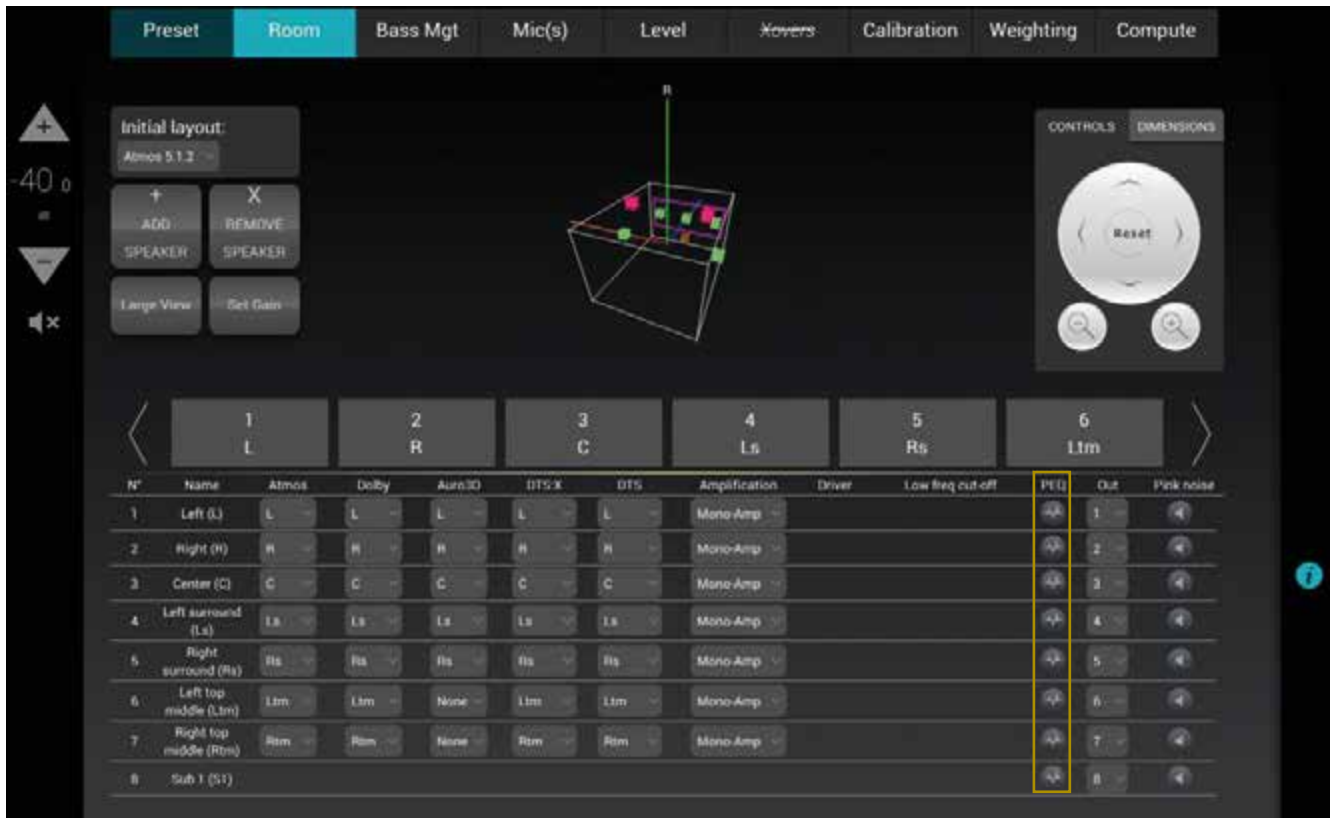 Preset Room Bass Mgt Mic(s) Level Xovers Calibration Weighting Compute
R
Initial layout:
Atmos 5.1.2
CONTROLS DIMENSIONS
+
-40 0
+ ADD SPEAKER
X REMOVE SPEAKER
Reset
Large View Set Gain
1 2 3 4 5 6
L R C Ls Rs Ltm
N° Name Atmos Dolby Auro3D DTS:X DTS Amplification Driver Low freq cut-off PEQ Out Pink noise
1 Left (L) L L L L L Mono-Amp 1
2 Right (R) R R R R R Mono-Amp 2
3 Center (C) C C C C C Mono-Amp 3
4 Left surround (Ls) Ls Ls Ls Ls Ls Mono-Amp 4
5 Right surround (Rs) Rs Rs Rs Rs Rs Mono-Amp 5
6 Left top middle (Ltm) Ltm Ltm None Ltm Ltm Mono-Amp 6
7 Right top middle (Rtm) Rtm Rtm None Rtm Rtm Mono-Amp 7
8 Sub 1 (S1) 8